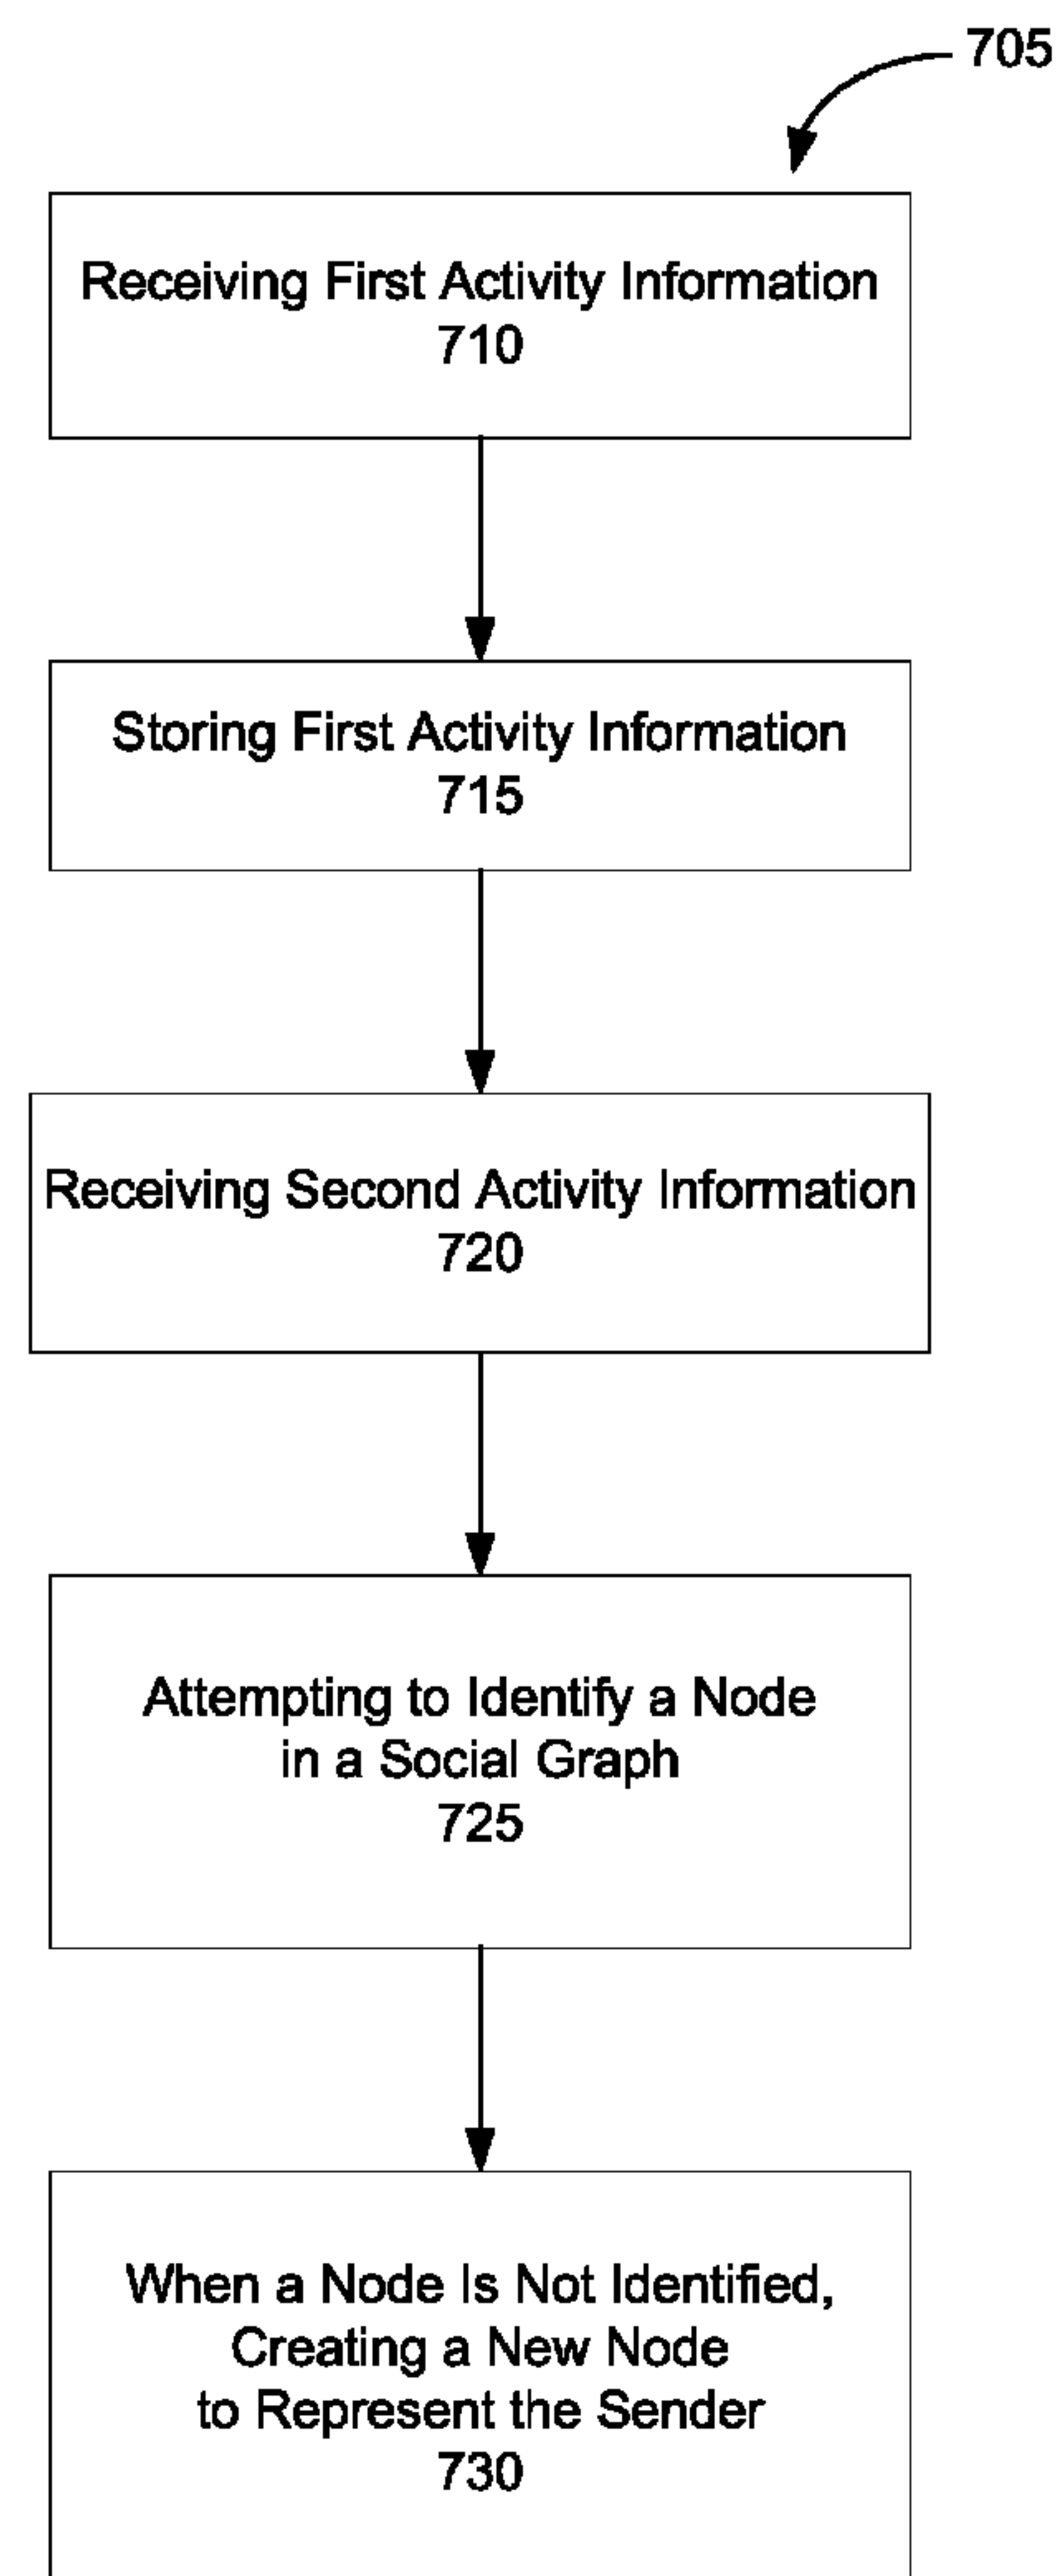 705
Receiving First Activity Information
710
Storing First Activity Information
715
Receiving Second Activity Information
720
Attempting to Identify a Node
in a Social Graph
725
When a Node Is Not Identified,
Creating a New Node
to Represent the Sender
730